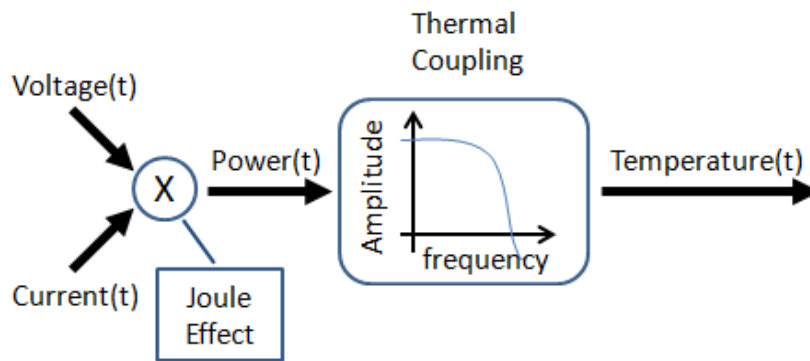 Thermal
Coupling
Voltage(t)
X
Power(t)
Amplitude
frequency
Temperature(t)
Current(t)
Joule
Effect